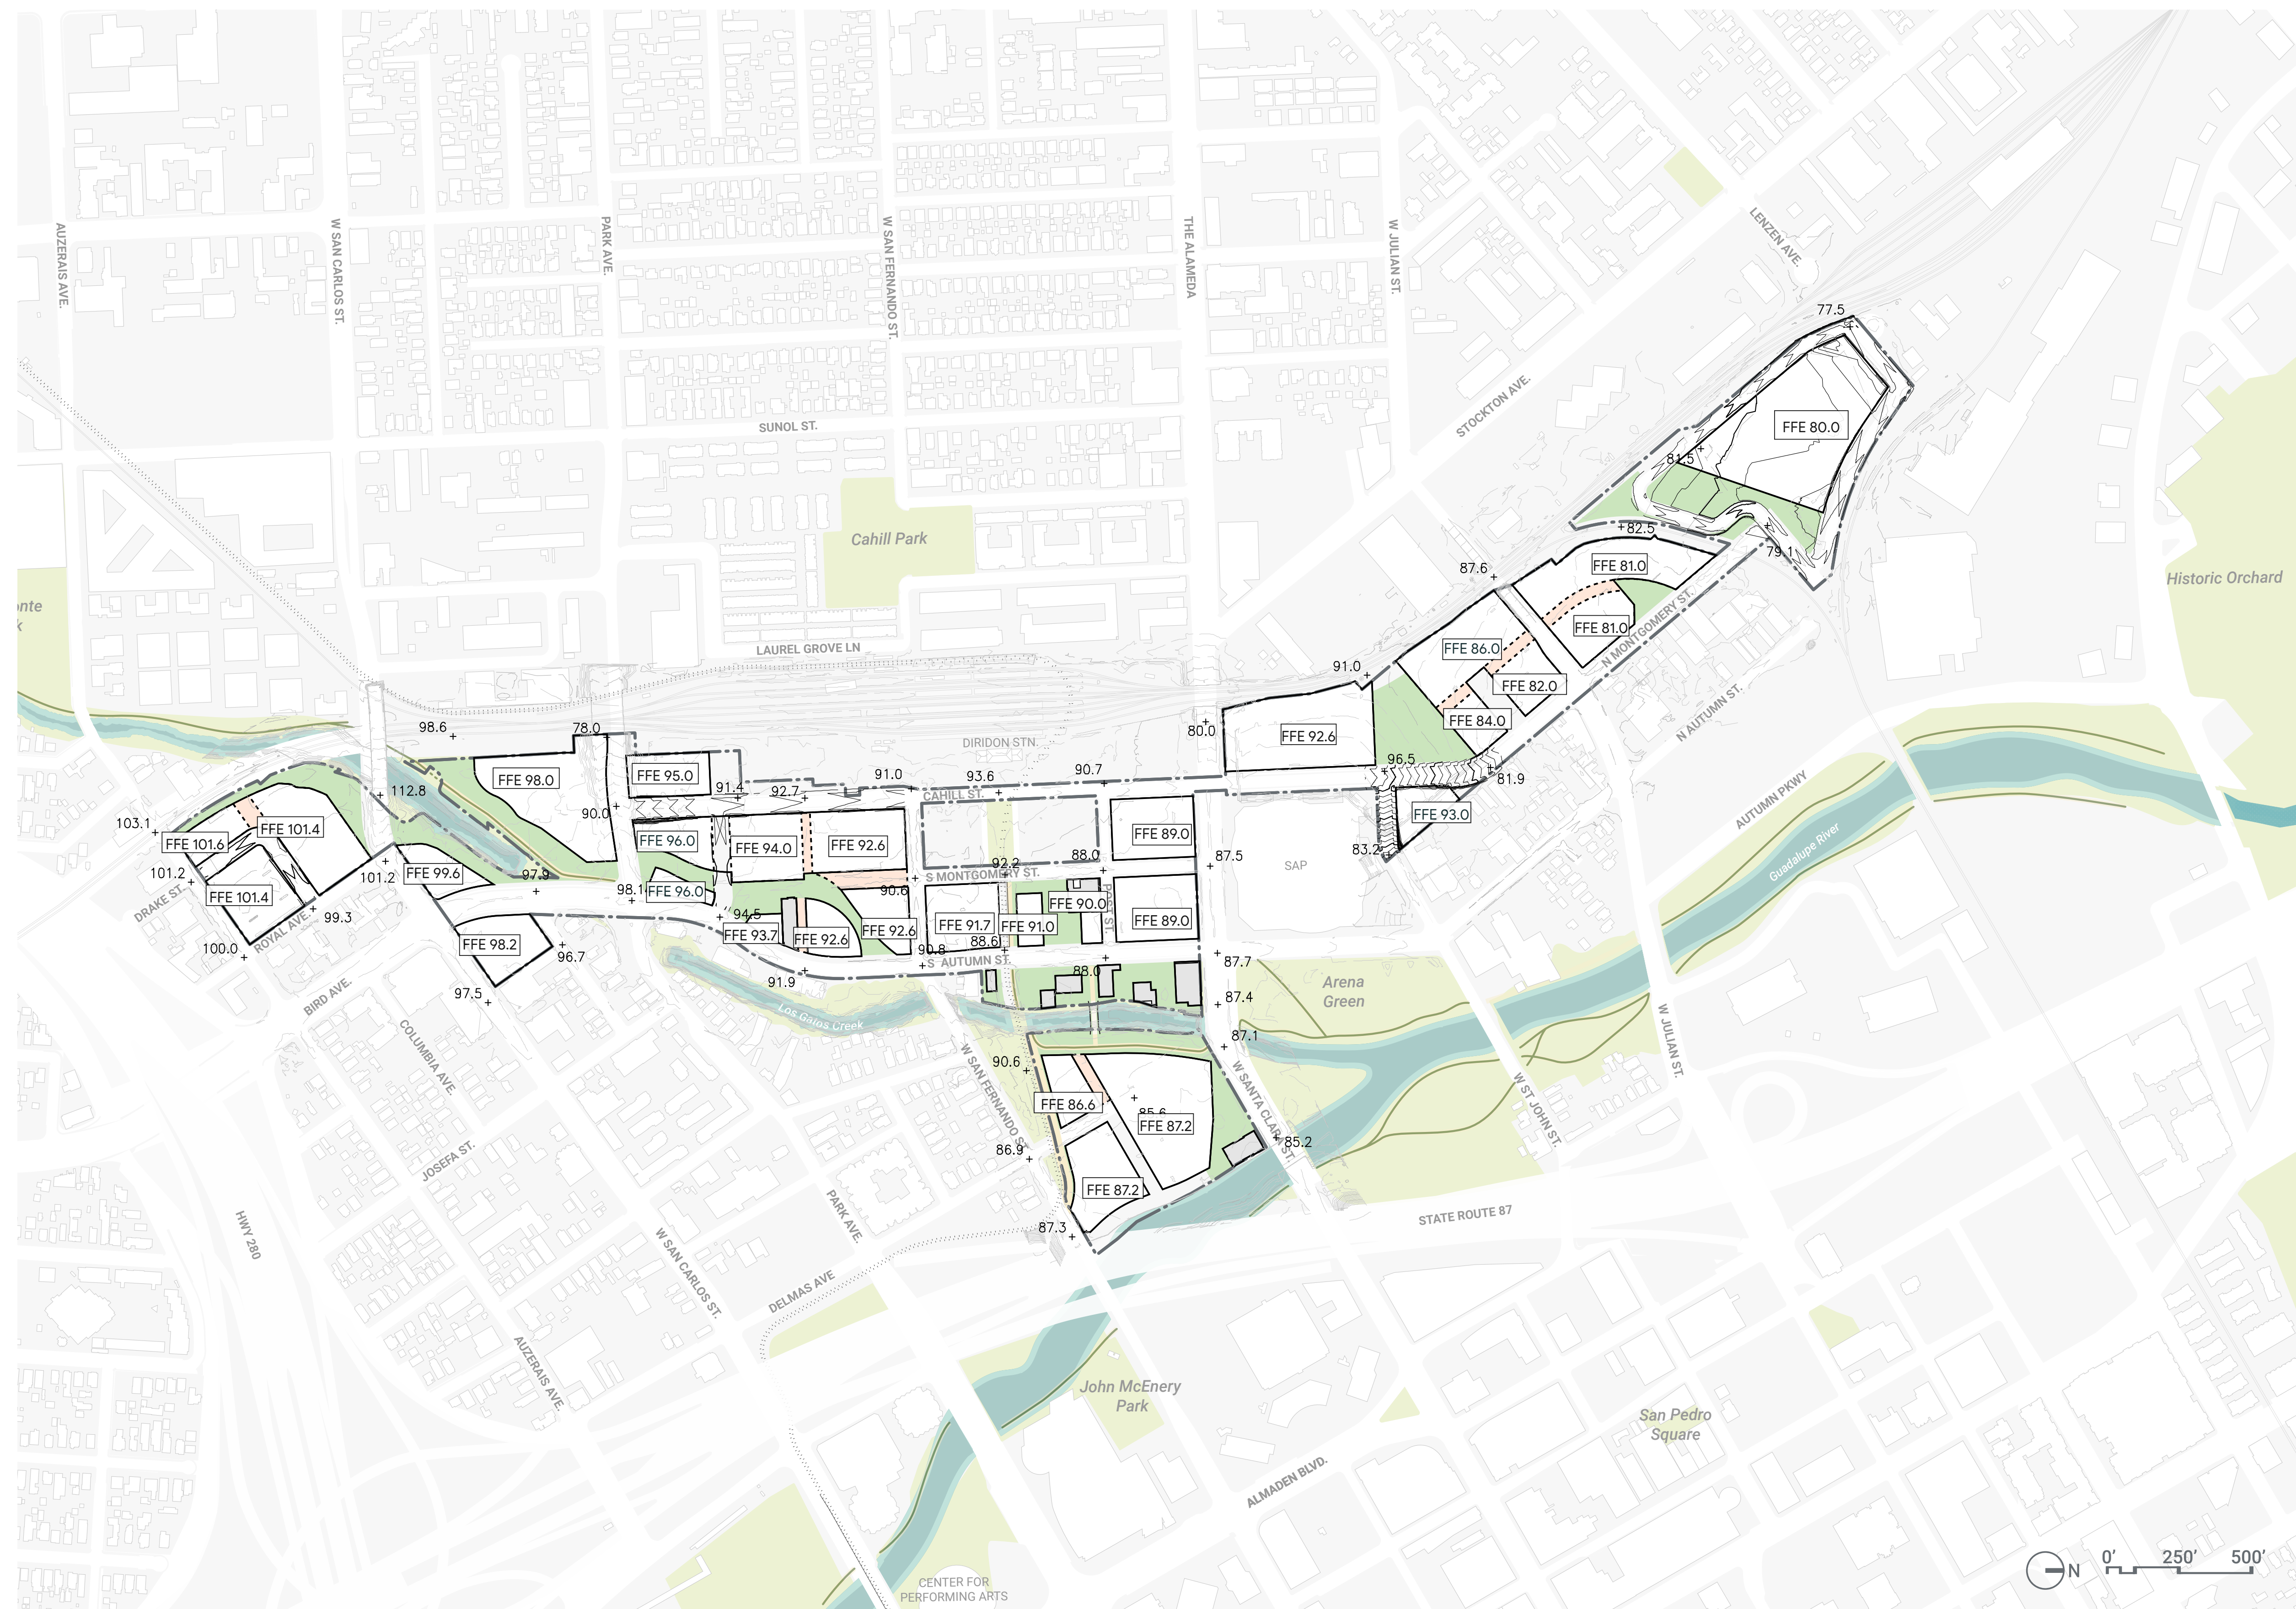 AUZERAIS AVE.
W SAN CARLOS ST.
PARK AVE.
W SAN FERNANDO ST.
THE ALAMEDA
W JULIAN ST.
LENZEN AVE.
STOCKTON AVE.
SUNOL ST.
Cahill Park
LAUREL GROVE LN
Historic Orchard
77.5
FFE 80.0
81.5
82.5
79.1
87.6
FFE 81.0
FFE 81.0
N MONTGOMERY ST.
FFE 86.0
FFE 82.0
FFE 84.0
N AUTUMN ST.
91.0
80.0
FFE 92.6
96.5
81.9
FFE 93.0
83.2
AUTUMN PKWY
Guadalupe River
98.6
78.0
DIRIDON STN.
FFE 98.0
FFE 95.0
91.4
92.7
91.0
93.6
90.7
CAHILL ST.
112.8
90.0
103.1
FFE 101.6
FFE 101.4
FFE 96.0
FFE 94.0
FFE 92.6
FFE 89.0
101.2
FFE 101.4
101.2
FFE 99.6
97.9
98.1
FFE 96.0
90.6
S MONTGOMERY ST.
92.2
88.0
87.5
SAP
DRAKE ST.
ROYAL AVE.
99.3
100.0
FFE 98.2
96.7
97.5
94.5
FFE 93.7
FFE 92.6
FFE 92.6
FFE 91.7
88.6
FFE 91.0
FFE 90.0
POST ST.
FFE 89.0
90.8
S AUTUMN ST.
91.9
88.0
87.7
87.4
87.1
Arena
Green
Los Gatos Creek
BIRD AVE.
COLUMBIA AVE.
JOSEFA ST.
W SAN FERNANDO ST.
90.6
FFE 86.6
85.6
FFE 87.2
W SANTA CLARA ST.
85.2
86.9
FFE 87.2
87.3
W ST JOHN ST.
W JULIAN ST.
STATE ROUTE 87
HWY 280
PARK AVE.
W SAN CARLOS ST.
DELMAS AVE
AUZERAIS AVE.
John McEnery
Park
San Pedro
Square
ALMADEN BLVD.
CENTER FOR
PERFORMING ARTS
N
0' 250' 500'